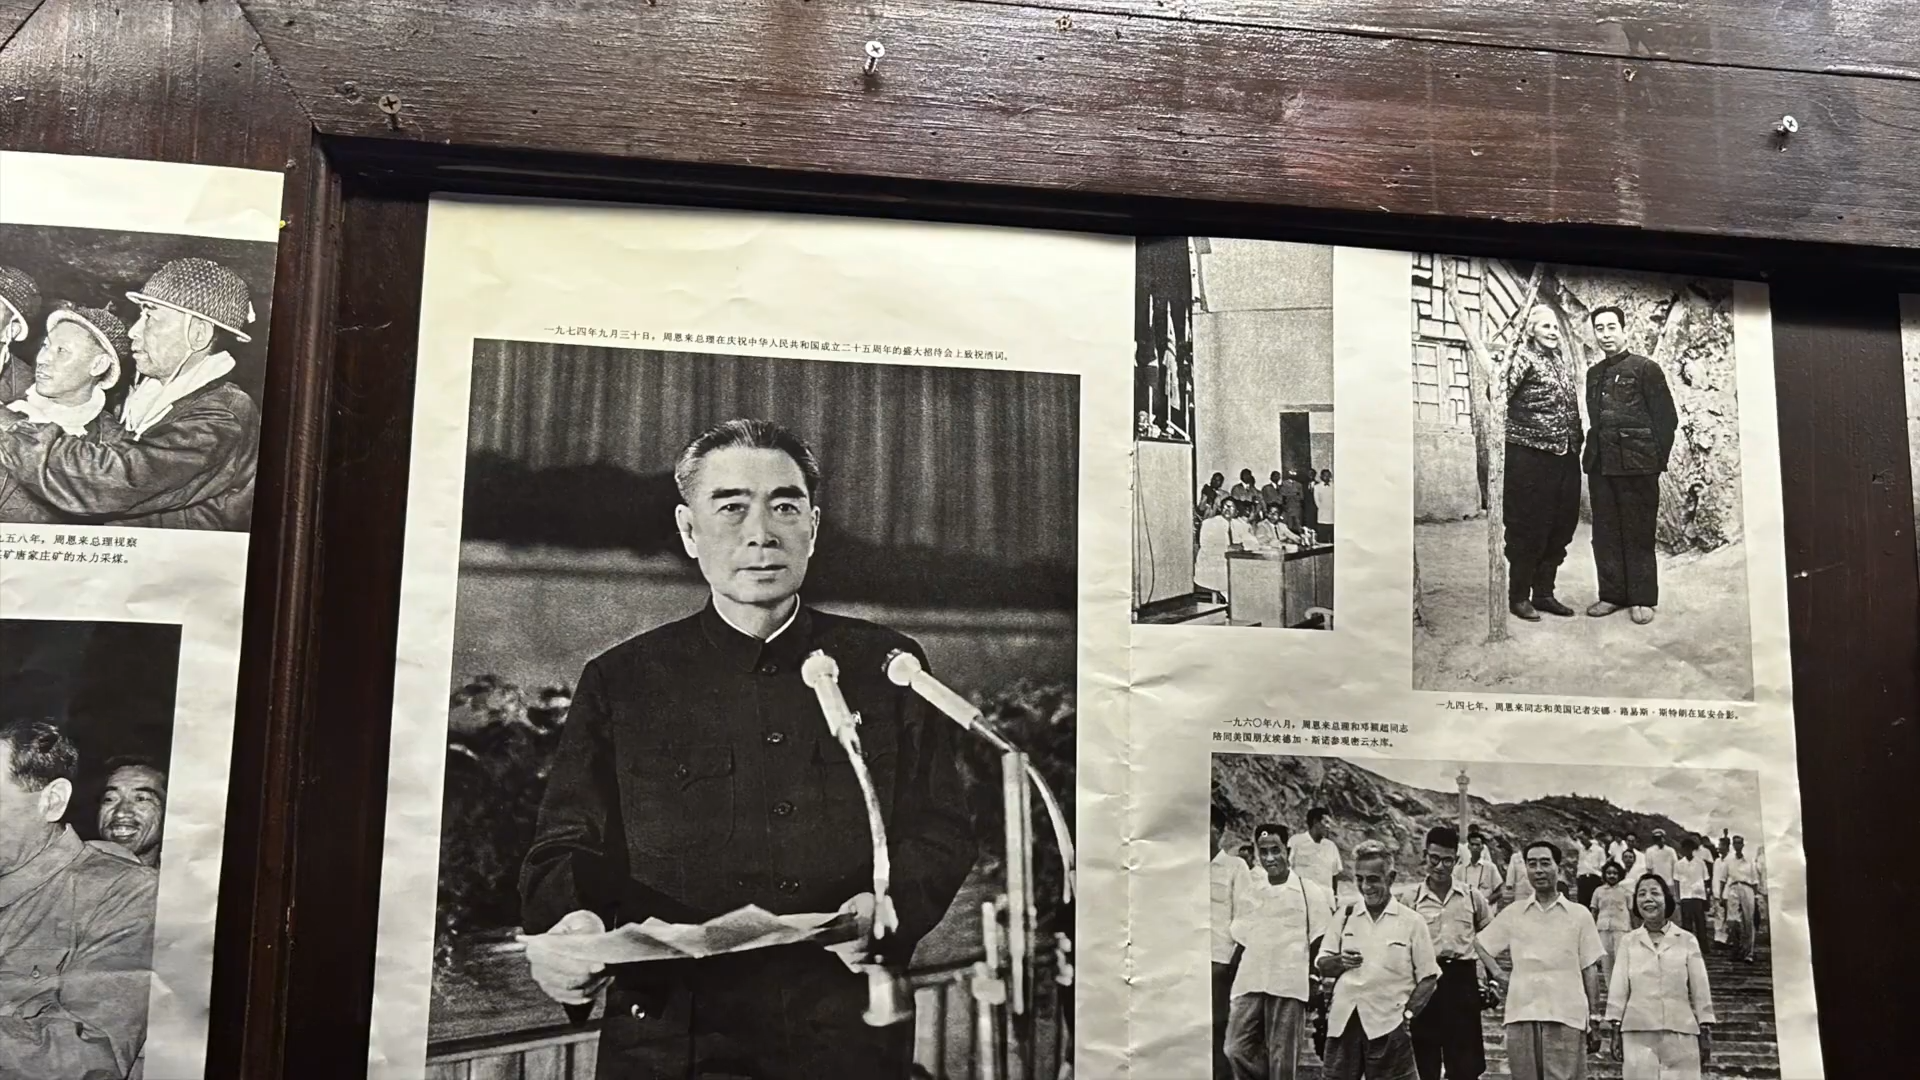 一九七四年九月三十日，周恩来总理在庆祝中华人民共和国成立二十五周年的盛大招待会上致祝酒词。
五八年，周恩来总理视察
矿唐家庄矿的水力采煤。
一九四七年，周恩来同志和美国记者安娜·路易斯·斯特朗在延安合影。
一九六〇年八月，周恩来总理和邓颖超同志
陪同美国朋友埃德加·斯诺参观密云水库。